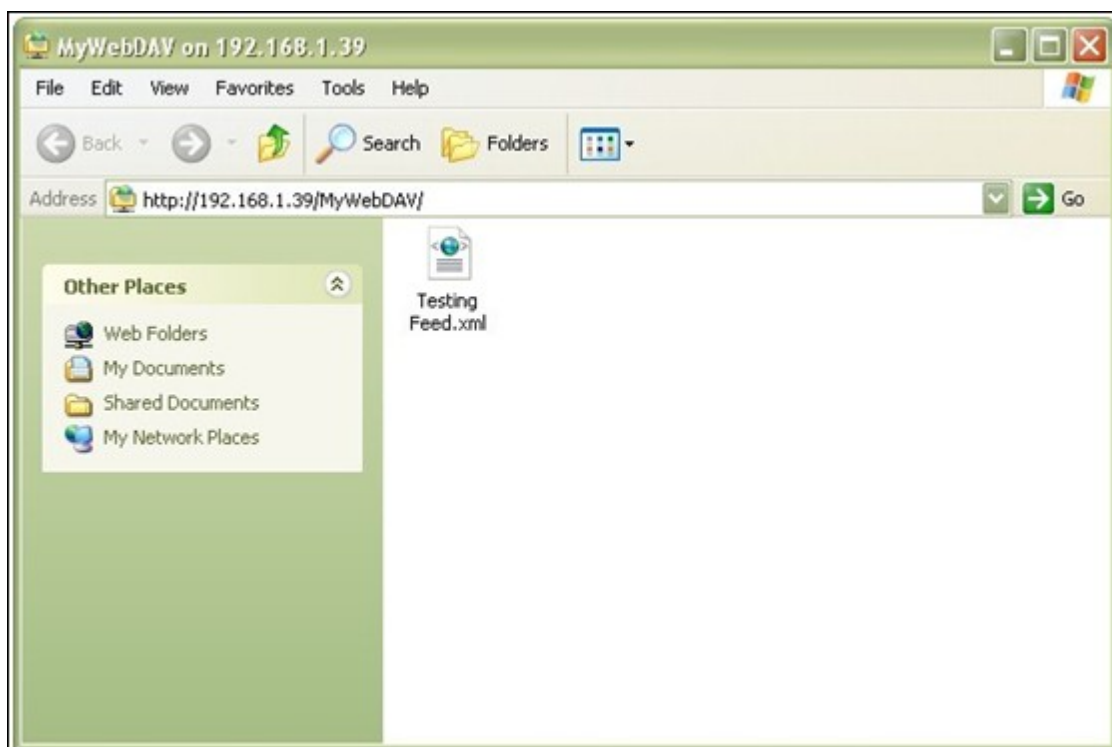 MyWebDAV on 192.168.1.39
File Edit View Favorites Tools Help
Back Search Folders
Address http://192.168.1.39/MyWebDAV/ Go
Other Places
Web Folders
My Documents
Shared Documents
My Network Places
Testing
Feed.xml